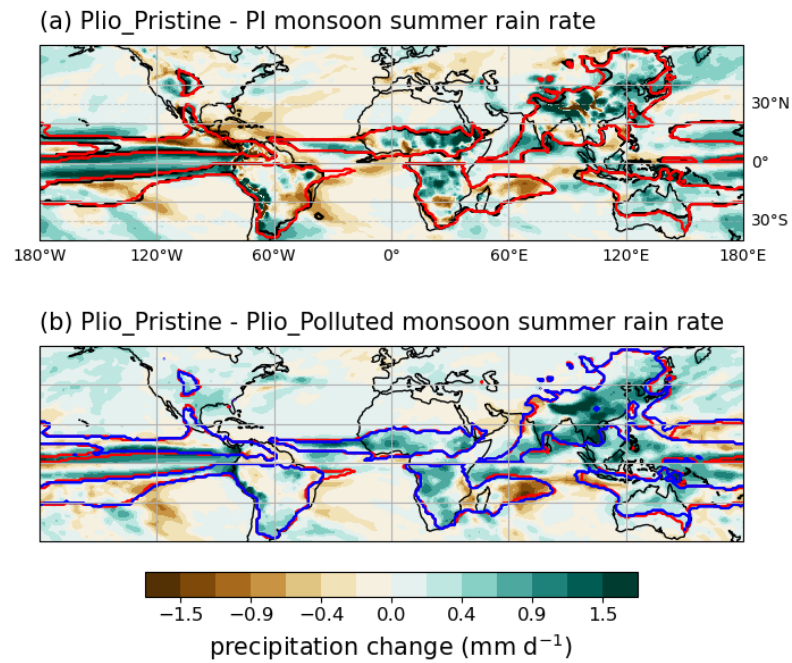 (a) Plio_Pristine - PI monsoon summer rain rate
30°N
0°
30°S
180°W 120°W 60°W 0° 60°E 120°E 180°E
(b) Plio_Pristine - Plio_Polluted monsoon summer rain rate
−1.5 −0.9 −0.4 0.0 0.4 0.9 1.5
precipitation change (mm d⁻¹)